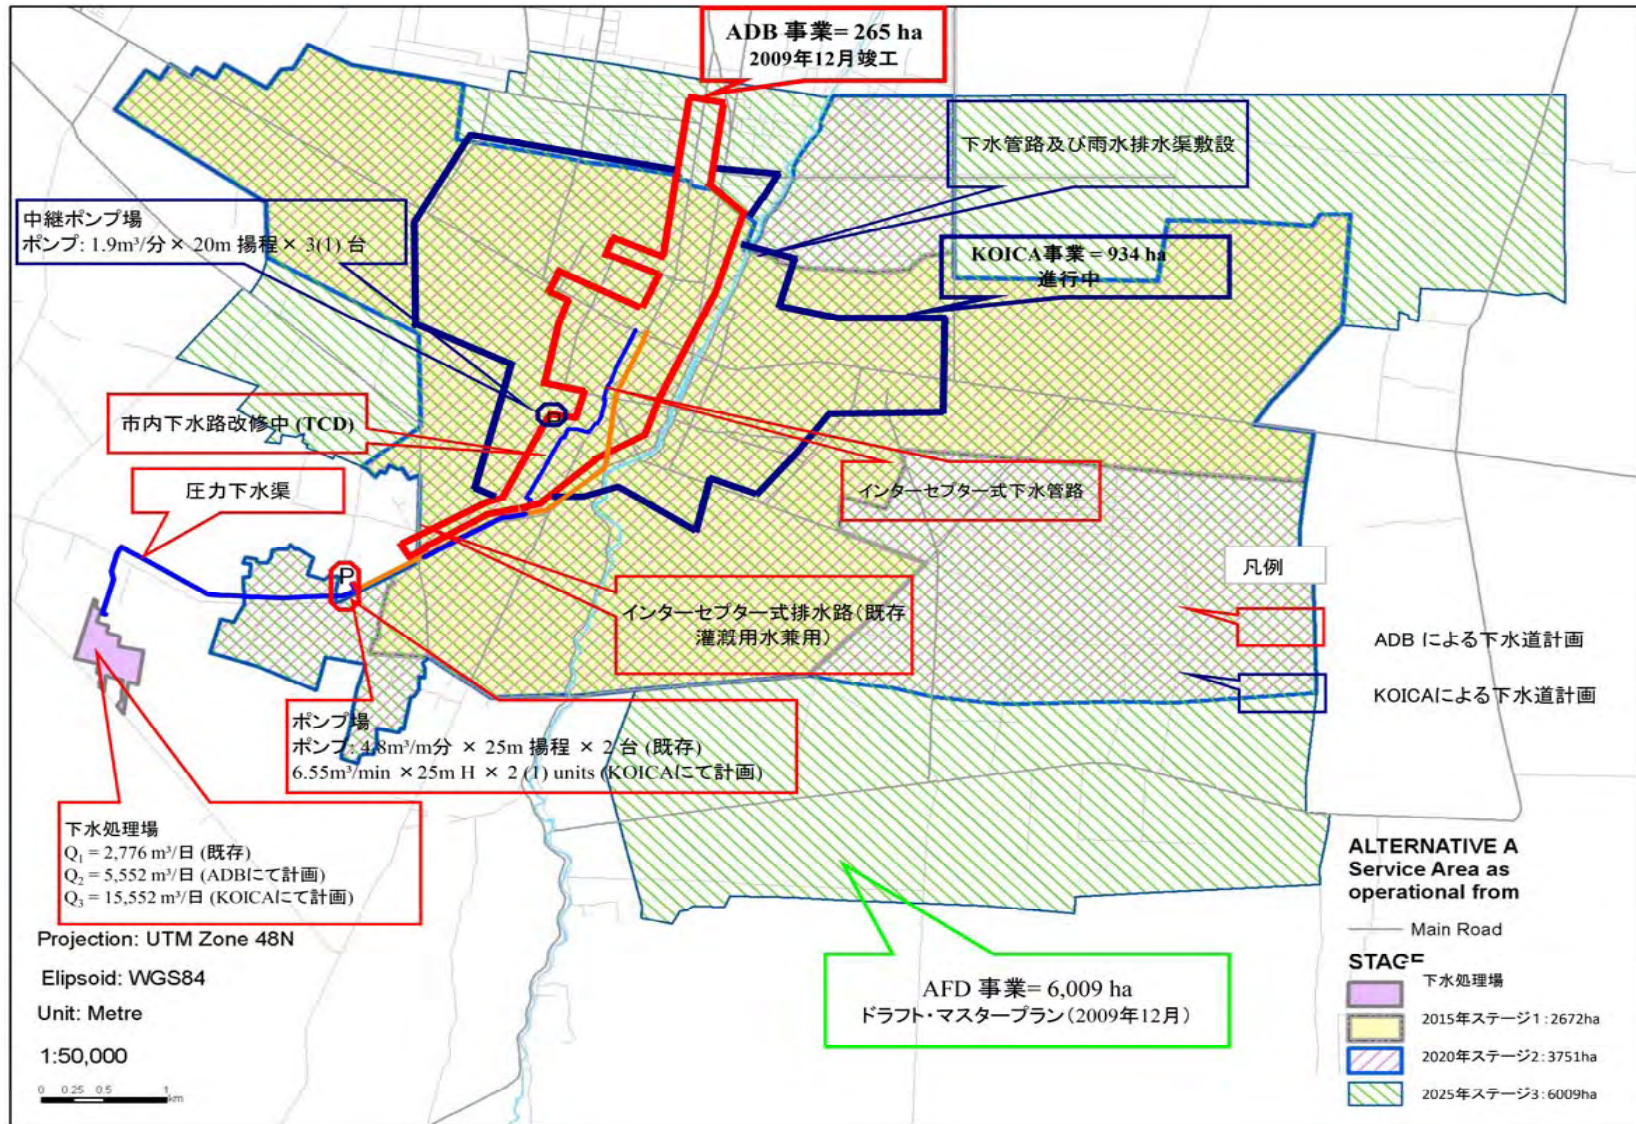 ADB 事業= 265 ha
2009年12月竣工
下水管路及び雨水排水渠敷設
中継ポンプ場
ポンプ: 1.9m³/分 × 20m 揚程 × 3(1) 台
KOICA事業 = 934 ha
進行中
市内下水路改修中 (TCD)
圧力下水渠
インターセプター式下水管路
P
P
凡例
インターセプター式排水路(既存
灌漑用水兼用)
ADB による下水道計画
KOICAによる下水道計画
ポンプ場
ポンプ: 4.8m³/m分 × 25m 揚程 × 2 台 (既存)
6.55m³/min ×25m H × 2 (1) units (KOICAにて計画)
下水処理場
Q₁ = 2,776 m³/日 (既存)
Q₂ = 5,552 m³/日 (ADBにて計画)
Q₃ = 15,552 m³/日 (KOICAにて計画)
Projection: UTM Zone 48N
Elipsoid: WGS84
Unit: Metre
1:50,000
0 0.25 0.5 1
km
AFD 事業= 6,009 ha
ドラフト・マスタープラン(2009年12月)
ALTERNATIVE A
Service Area as
operational from
Main Road
STAGE
下水処理場
2015年ステージ1:2672ha
2020年ステージ2:3751ha
2025年ステージ3:6009ha